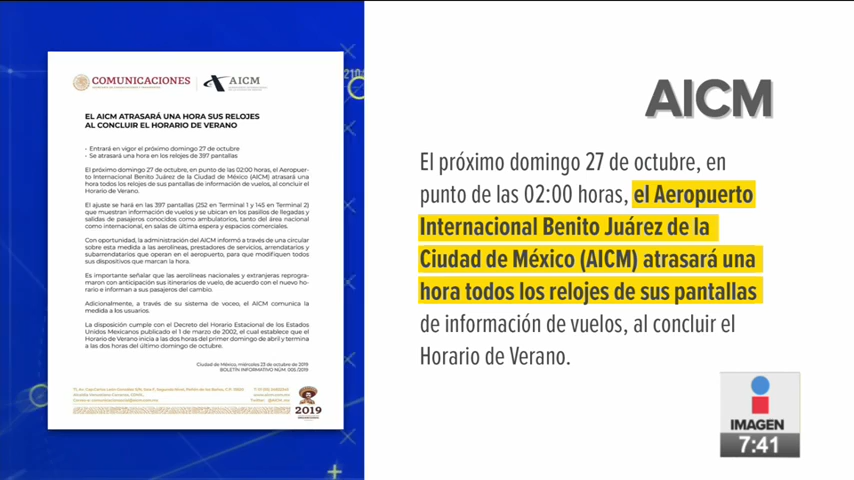 COMUNICACIONES
AICM
EL AICM ATRASARÁ UNA HORA SUS RELOJES
AL CONCLUIR EL HORARIO DE VERANO
- Entrará en vigor el próximo domingo 27 de octubre
- Se atrasará una hora en los relojes de 397 pantallas
El próximo domingo 27 de octubre, en punto de las 02:00 horas, el Aeropuer-
to Internacional Benito Juárez de la Ciudad de México (AICM) atrasará una
hora todos los relojes de sus pantallas de información de vuelos, al concluir el
Horario de Verano.
El ajuste se hará en las 397 pantallas (252 en Terminal 1 y 145 en Terminal 2)
que muestran información de vuelos y se ubican en los pasillos de llegadas y
salidas de pasajeros conocidos como ambulatorios, tanto del área nacional
como internacional, en salas de última espera y espacios comerciales.
Con oportunidad, la administración del AICM informó a través de una circular
sobre esta medida a las aerolíneas, prestadores de servicios, arrendatarios y
subarrendatarios que operan en el aeropuerto, para que modifiquen todos
sus dispositivos que marcan la hora.
Es importante señalar que las aerolíneas nacionales y extranjeras reprogra-
maron con anticipación sus itinerarios de vuelo, de acuerdo con el nuevo ho-
rario e informan a sus pasajeros del cambio.
Adicionalmente, a través de su sistema de voceo, el AICM comunica la
medida a los usuarios.
La disposición cumple con el Decreto del Horario Estacional de los Estados
Unidos Mexicanos publicado el 1 de marzo de 2002, el cual establece que el
Horario de Verano inicia a las dos horas del primer domingo de abril y termina
a las dos horas del último domingo de octubre.
Ciudad de México, miércoles 23 de octubre de 2019
BOLETÍN INFORMATIVO NÚM. 005/2019
2019
AICM
El próximo domingo 27 de octubre, en
punto de las 02:00 horas, el Aeropuerto
Internacional Benito Juárez de la
Ciudad de México (AICM) atrasará una
hora todos los relojes de sus pantallas
de información de vuelos, al concluir el
Horario de Verano.
IMAGEN
7:41